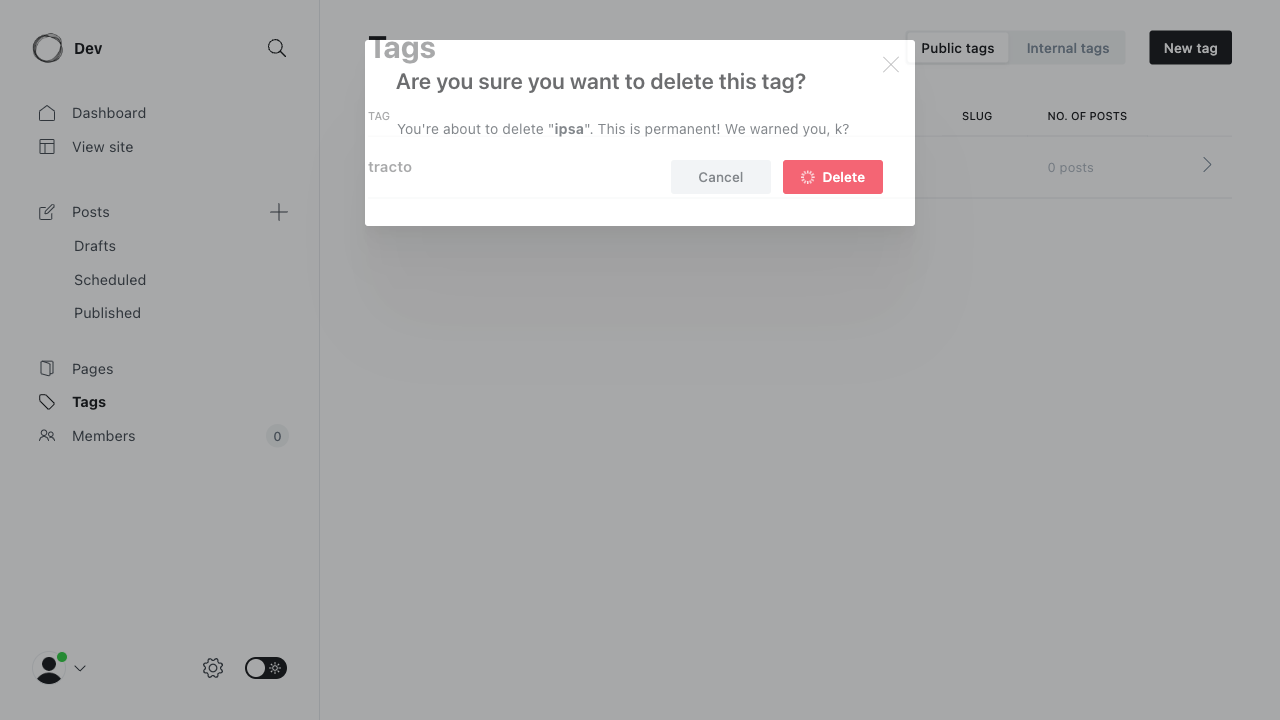 Dev
Dashboard
View site
Posts
Drafts
Scheduled
Published
Pages
Tags
Members 0
Tags
Public tags
Internal tags
New tag
Are you sure you want to delete this tag?
TAG
SLUG
NO. OF POSTS
You're about to delete "ipsa". This is permanent! We warned you, k?
tracto
0 posts
Cancel
Delete